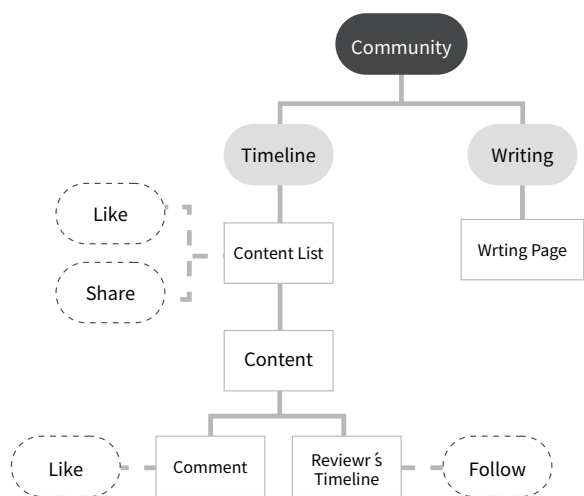 Community
Timeline
Writing
Like
Content List
Wrting Page
Share
Content
Like
Comment
Reviewr´s
Timeline
Follow